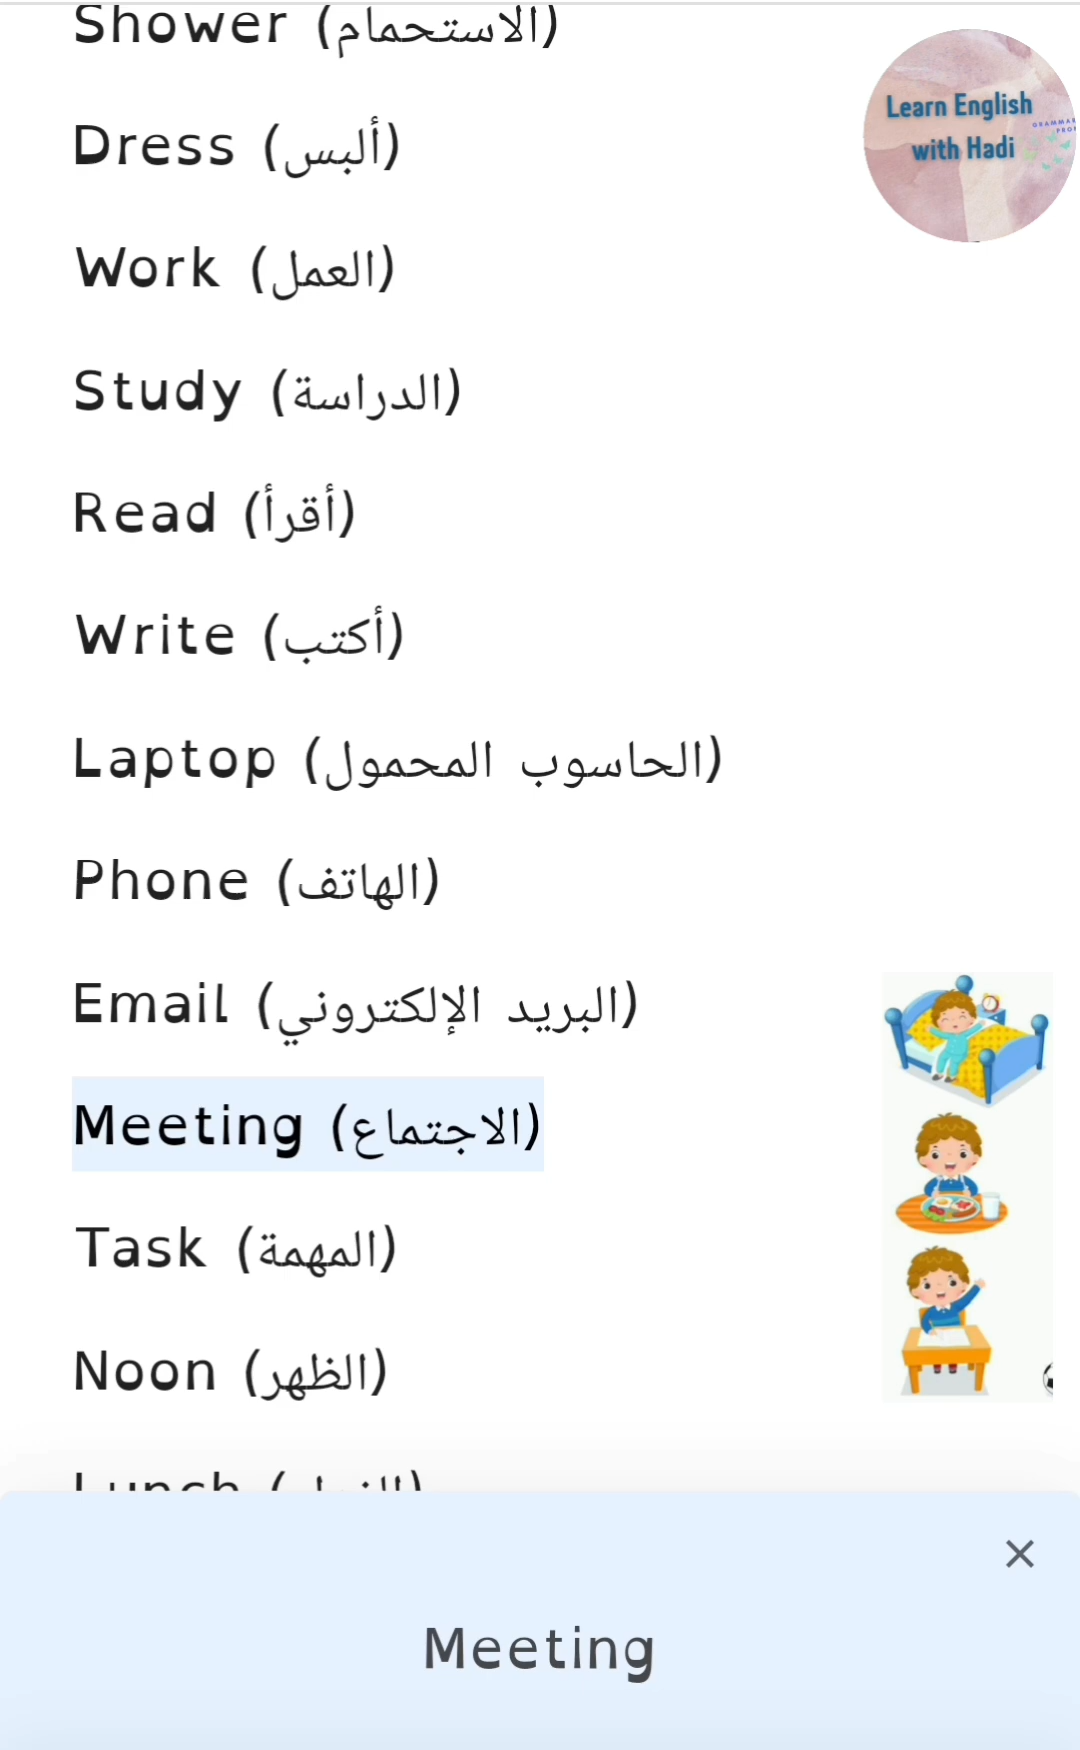 Shower (الاستحمام)
Learn English
with Hadi
Dress (ألبس)
Work (العمل)
Study (الدراسة)
Read (أقرأ)
Write (أكتب)
Laptop (الحاسوب المحمول)
Phone (الهاتف)
Email (البريد الإلكتروني)
Meeting (الاجتماع)
Task (المهمة)
Noon (الظهر)
Lunch
Meeting